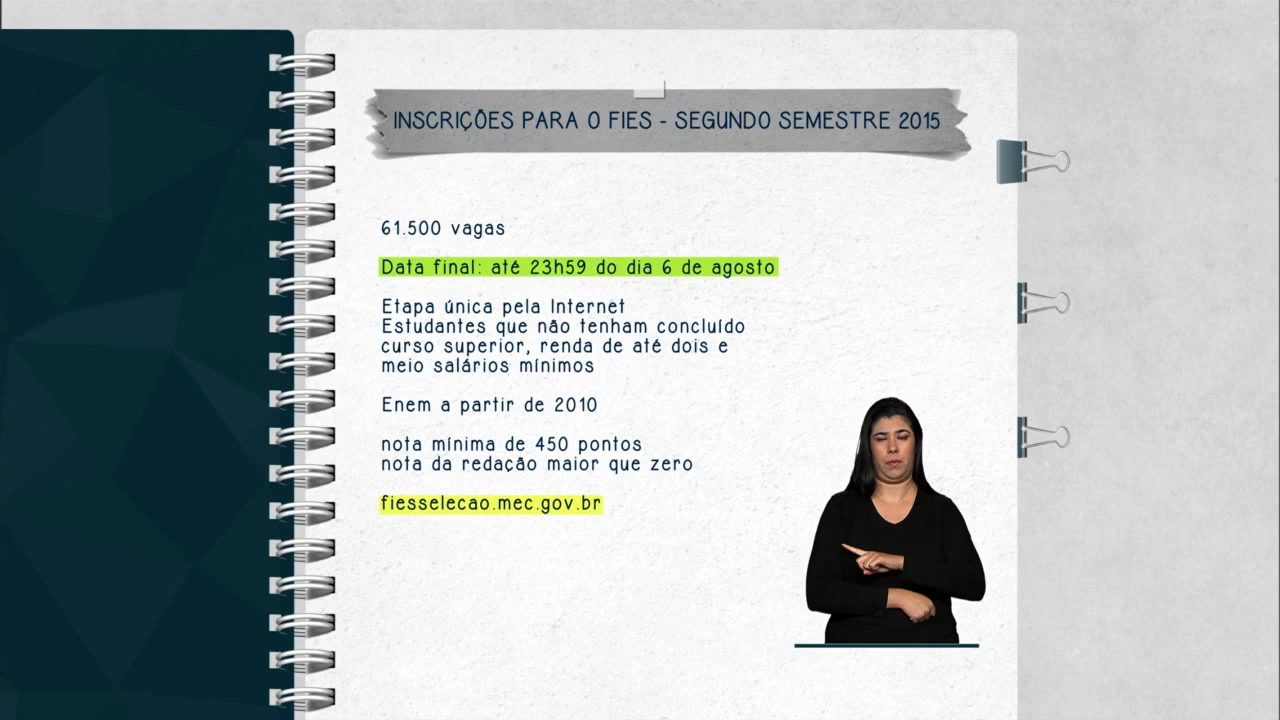 INSCRIÇÕES PARA O FIES - SEGUNDO SEMESTRE 2015
61.500 vagas
Data final: até 23h59 do dia 6 de agosto
Etapa única pela Internet
Estudantes que não tenham concluído
curso superior, renda de até dois e
meio salários mínimos
Enem a partir de 2010
nota mínima de 450 pontos
nota da redação maior que zero
fiesselecao.mec.gov.br